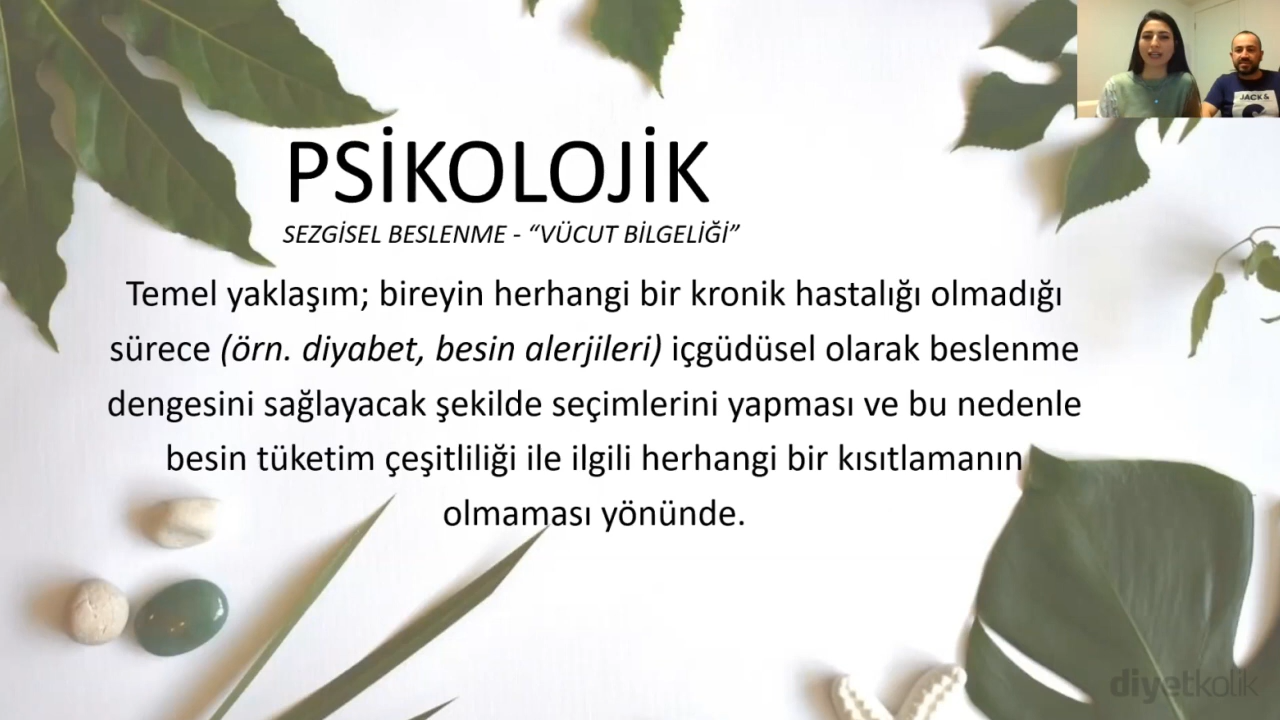 PSİKOLOJİK
SEZGİSEL BESLENME - “VÜCUT BİLGELİĞİ”
Temel yaklaşım; bireyin herhangi bir kronik hastalığı olmadığı
sürece (örn. diyabet, besin alerjileri) içgüdüsel olarak beslenme
dengesini sağlayacak şekilde seçimlerini yapması ve bu nedenle
besin tüketim çeşitliliği ile ilgili herhangi bir kısıtlamanın
olmaması yönünde.
JACK &
diyetkolik